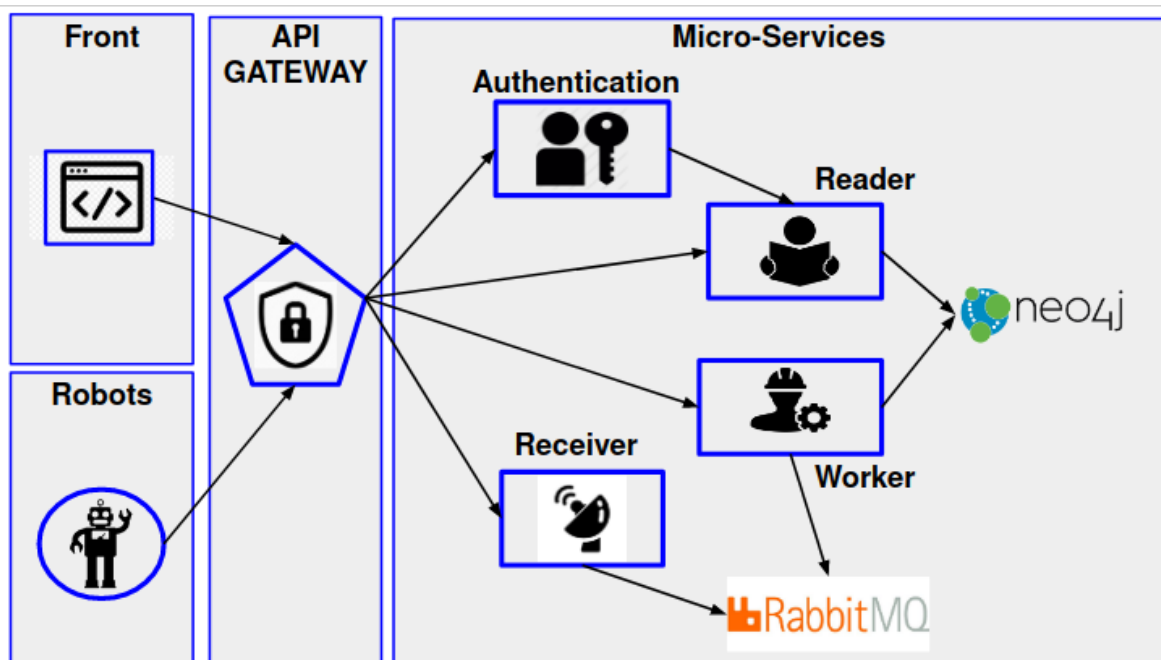 Front
API
GATEWAY
Micro-Services
Authentication
Reader
</>
neo4j
Robots
Receiver
Worker
RabbitMQ